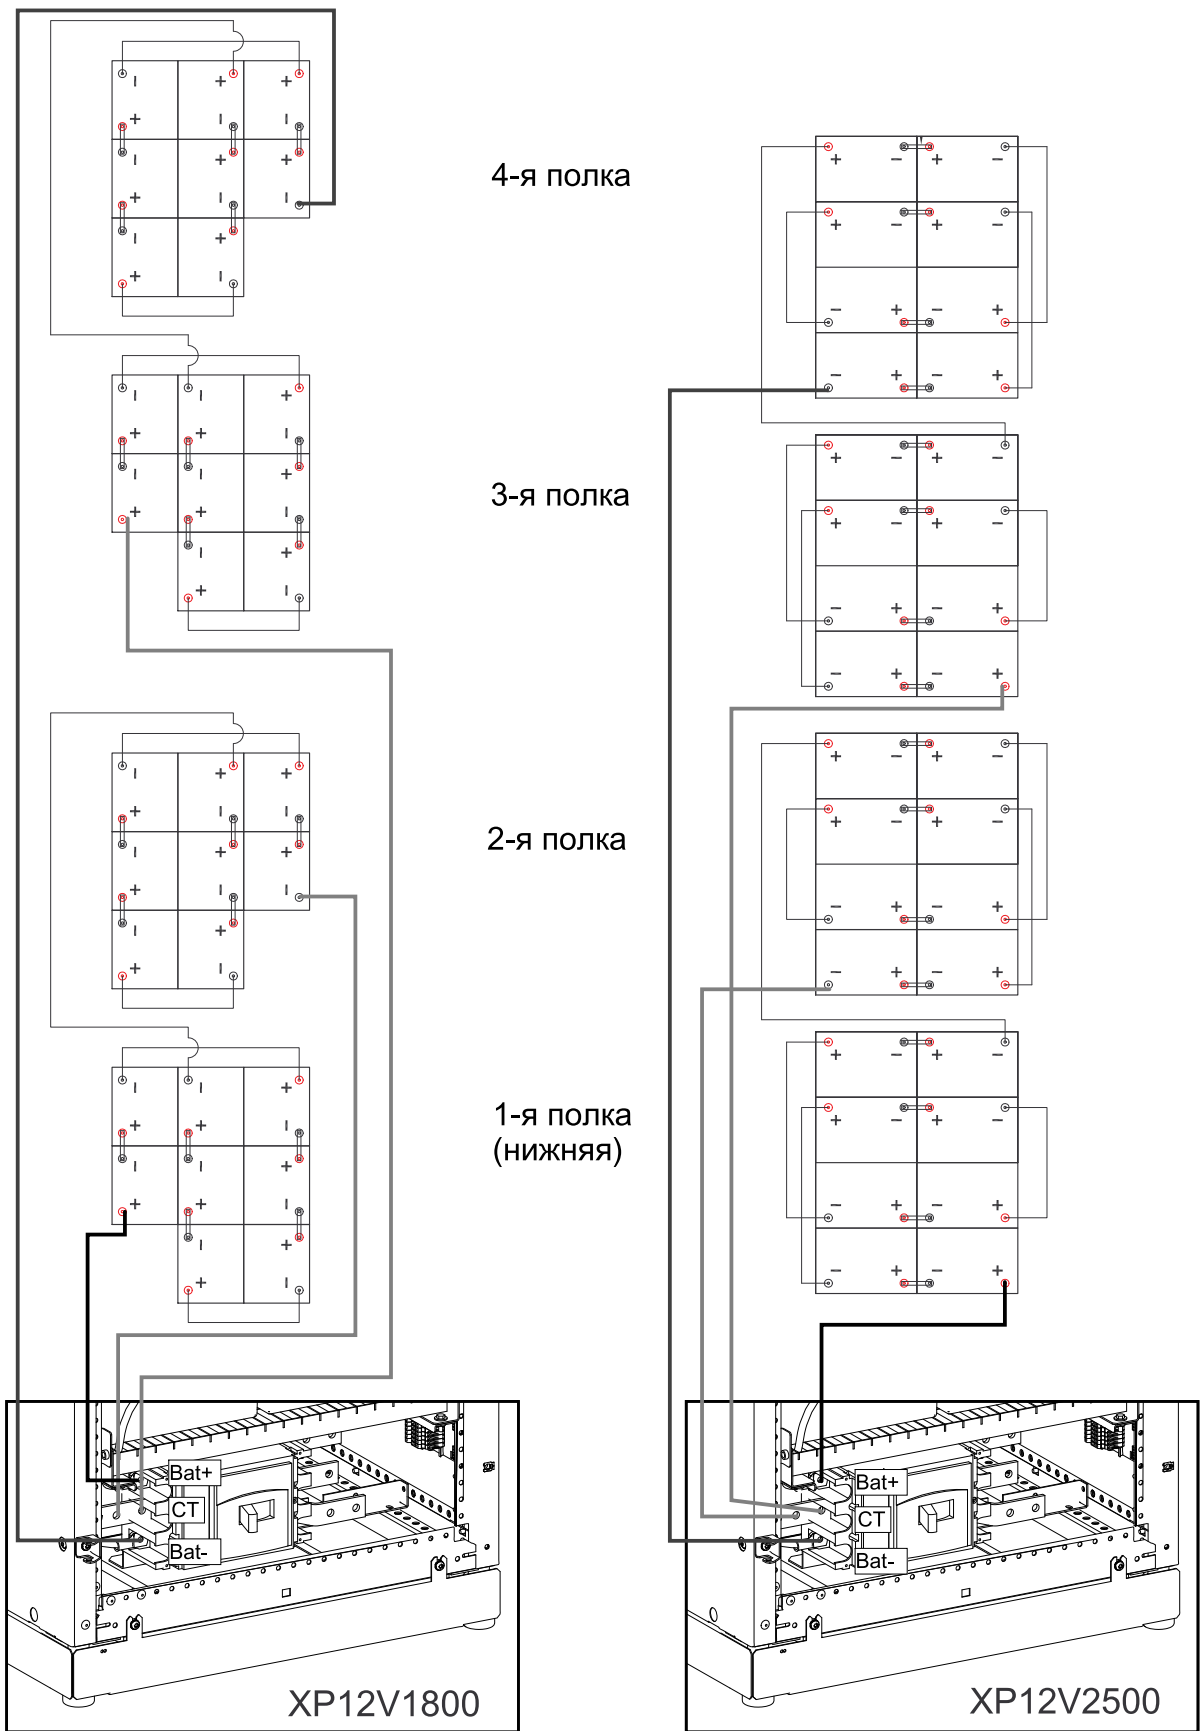 4-я полка
3-я полка
2-я полка
1-я полка
(нижняя)
Bat+
CT
Bat-
XP12V1800
Bat+
CT
Bat-
XP12V2500